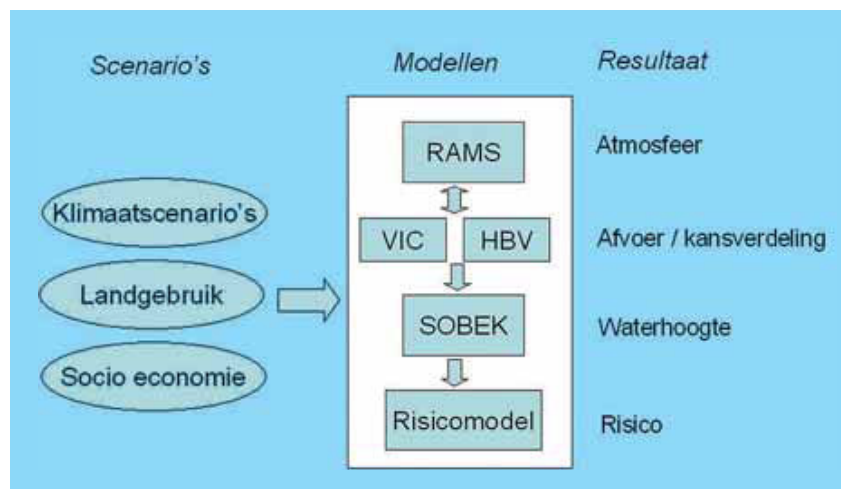 Scenario's Modellen Resultaat
RAMS Atmosfeer
Klimaatscenario's
VIC HBV Afvoer / kansverdeling
Landgebruik
SOBEK Waterhoogte
Socio economie
Risicomodel Risico